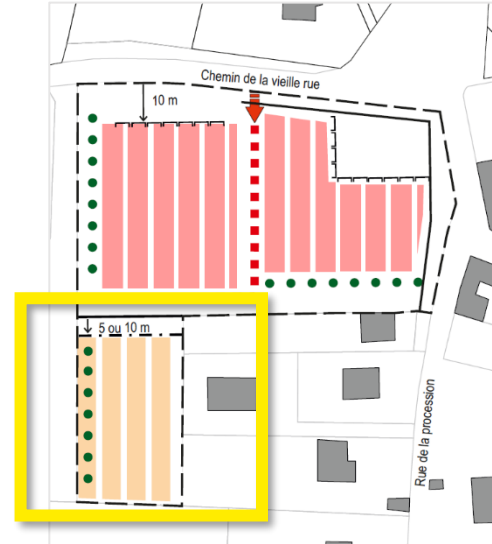 Chemin de la vieille rue
10 m
5 ou 10 m
Rue de la procession